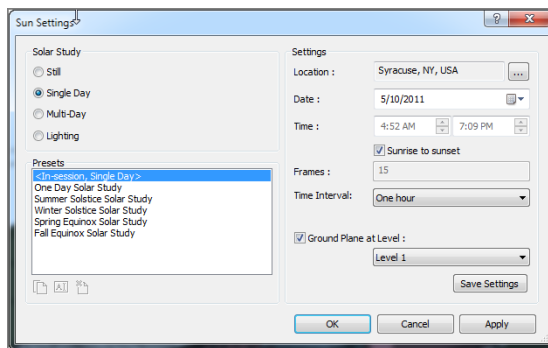 Sun Settings
Solar Study
Still
Single Day
Multi-Day
Lighting
Presets
<In-session, Single Day>
One Day Solar Study
Summer Solstice Solar Study
Winter Solstice Solar Study
Spring Equinox Solar Study
Fall Equinox Solar Study
Settings
Location :
Syracuse, NY, USA
...
Date :
5/10/2011
Time :
4:52 AM
7:09 PM
Sunrise to sunset
Frames :
15
Time Interval:
One hour
Ground Plane at Level :
Level 1
Save Settings
OK
Cancel
Apply